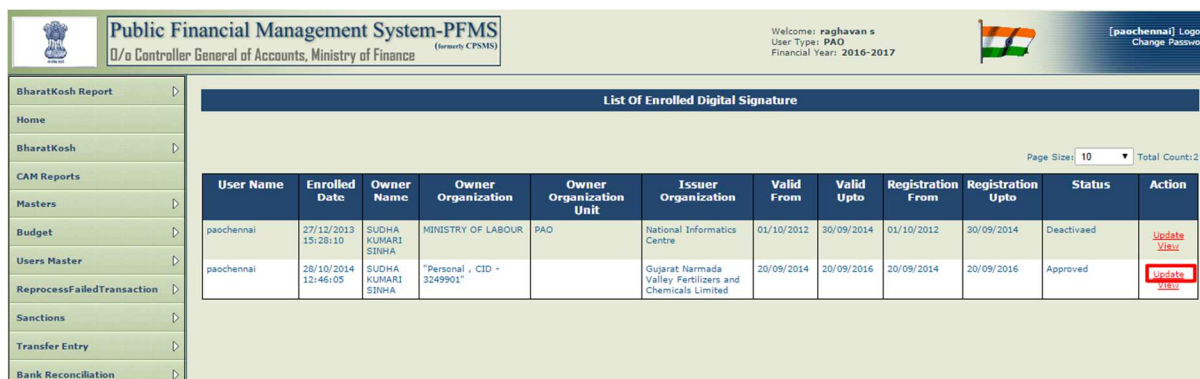 Public Financial Management System-PFMS
(formerly CPSMS)
O/o Controller General of Accounts, Ministry of Finance
Welcome: raghavan s
User Type: PAO
Financial Year: 2016-2017
[paochennai] Logo
Change Passwo
BharatKosh Report
Home
BharatKosh
CAM Reports
Masters
Budget
Users Master
ReprocessFailedTransaction
Sanctions
Transfer Entry
Bank Reconciliation
List Of Enrolled Digital Signature
Page Size: 10 Total Count:2
User Name Enrolled Date Owner Name Owner Organization Owner Organization Unit Issuer Organization Valid From Valid Upto Registration From Registration Upto Status Action
paochennai 27/12/2013 15:28:10 SUDHA KUMARI SINHA MINISTRY OF LABOUR PAO National Informatics Centre 01/10/2012 30/09/2014 01/10/2012 30/09/2014 Deactivaed Update View
paochennai 28/10/2014 12:46:05 SUDHA KUMARI SINHA "Personal , CID - 3249901" Gujarat Narmada Valley Fertilizers and Chemicals Limited 20/09/2014 20/09/2016 20/09/2014 20/09/2016 Approved Update View